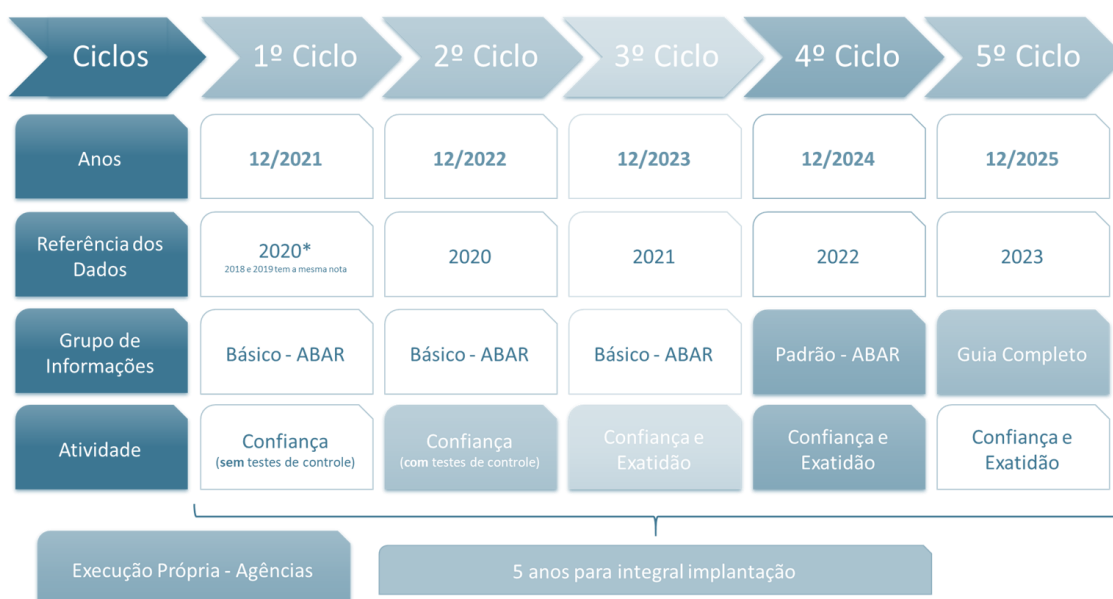 Ciclos
1º Ciclo
2º Ciclo
3º Ciclo
4º Ciclo
5º Ciclo
Anos
12/2021
12/2022
12/2023
12/2024
12/2025
Referência dos
Dados
2020*
2018 e 2019 tem a mesma nota
2020
2021
2022
2023
Grupo de
Informações
Básico - ABAR
Básico - ABAR
Básico - ABAR
Padrão - ABAR
Guia Completo
Atividade
Confiança
(sem testes de controle)
Confiança
(com testes de controle)
Confiança e
Exatidão
Confiança e
Exatidão
Confiança e
Exatidão
Execução Própria - Agências
5 anos para integral implantação